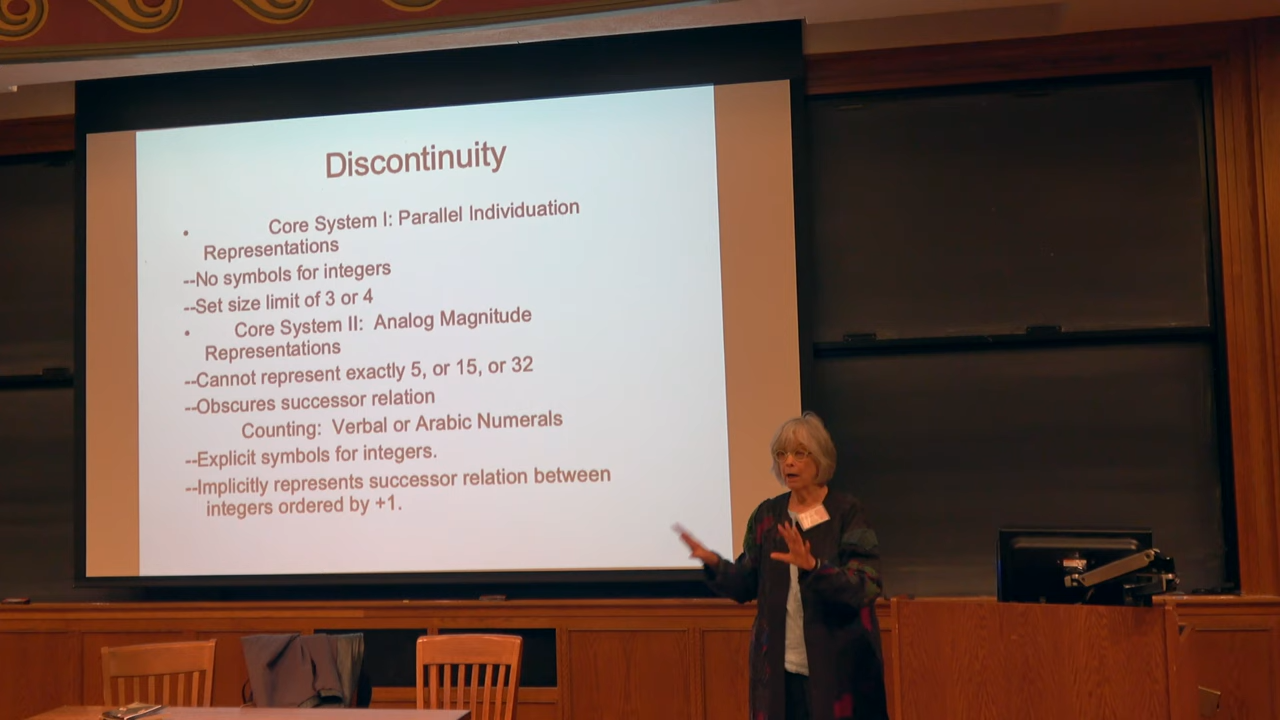 Discontinuity
• Core System I: Parallel Individuation
Representations
--No symbols for integers
--Set size limit of 3 or 4
• Core System II: Analog Magnitude
Representations
--Cannot represent exactly 5, or 15, or 32
--Obscures successor relation
Counting: Verbal or Arabic Numerals
--Explicit symbols for integers.
--Implicitly represents successor relation between
integers ordered by +1.